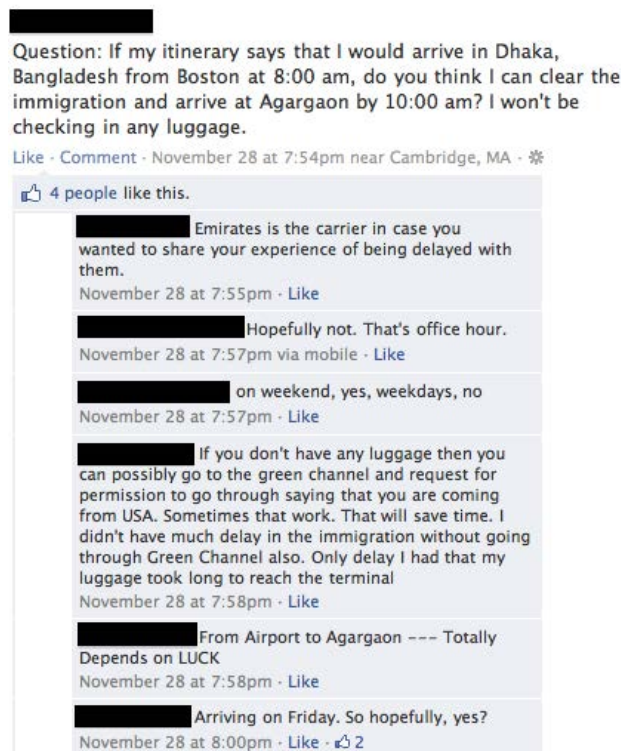 Question: If my itinerary says that I would arrive in Dhaka,
Bangladesh from Boston at 8:00 am, do you think I can clear the
immigration and arrive at Agargaon by 10:00 am? I won't be
checking in any luggage.
Like · Comment · November 28 at 7:54pm near Cambridge, MA ·
4 people like this.
Emirates is the carrier in case you
wanted to share your experience of being delayed with
them.
November 28 at 7:55pm · Like
Hopefully not. That's office hour.
November 28 at 7:57pm via mobile · Like
on weekend, yes, weekdays, no
November 28 at 7:57pm · Like
If you don't have any luggage then you
can possibly go to the green channel and request for
permission to go through saying that you are coming
from USA. Sometimes that work. That will save time. I
didn't have much delay in the immigration without going
through Green Channel also. Only delay I had that my
luggage took long to reach the terminal
November 28 at 7:58pm · Like
From Airport to Agargaon --- Totally
Depends on LUCK
November 28 at 7:58pm · Like
Arriving on Friday. So hopefully, yes?
November 28 at 8:00pm · Like · 2